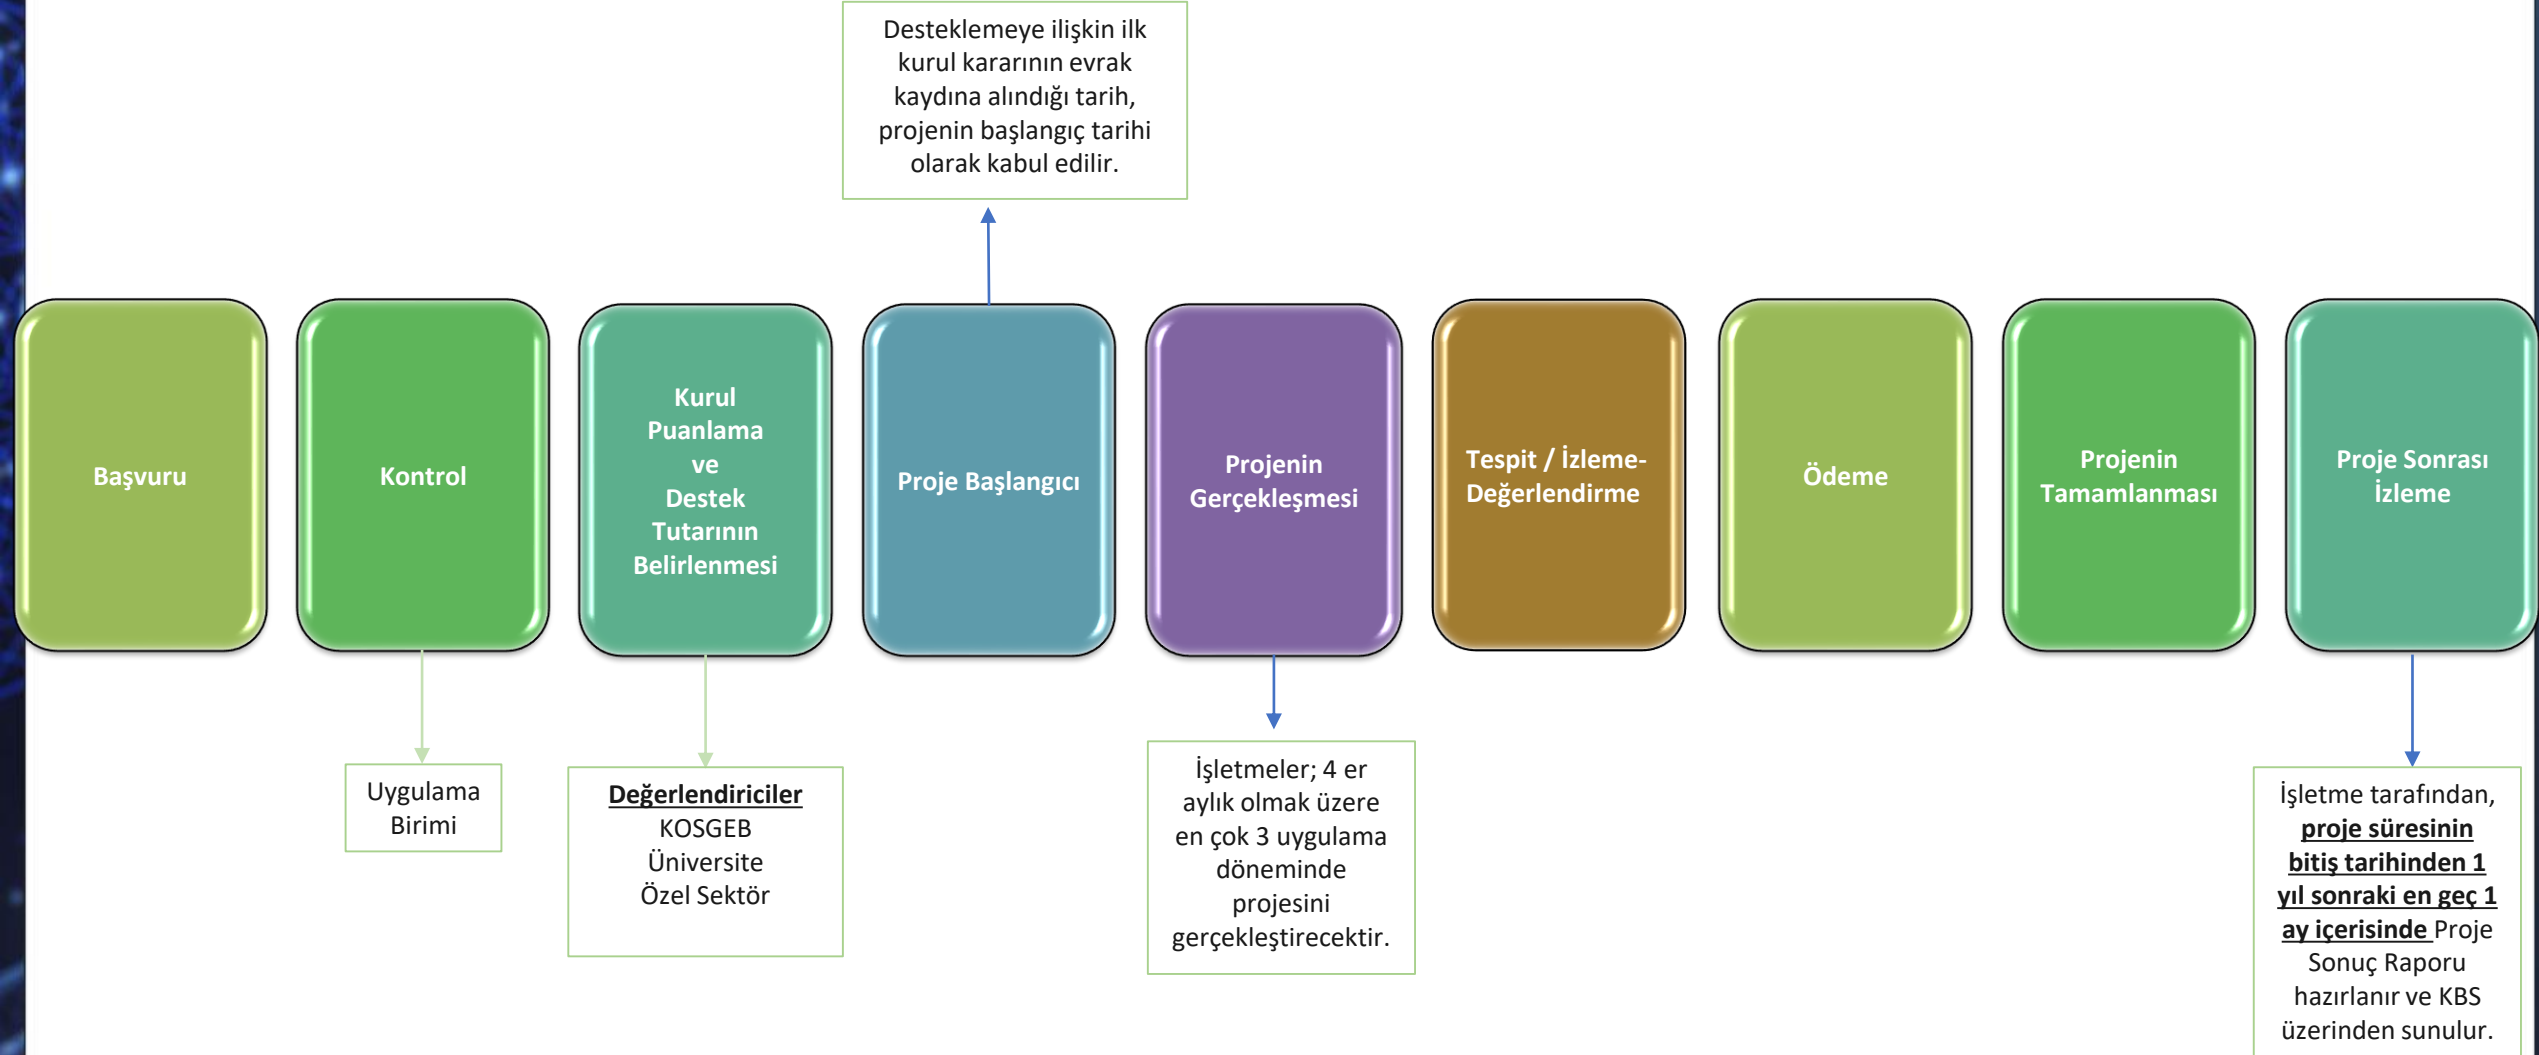 Desteklemeye ilişkin ilk
kurul kararının evrak
kaydına alındığı tarih,
projenin başlangıç tarihi
olarak kabul edilir.
Başvuru
Kontrol
Kurul
Puanlama
ve
Destek
Tutarının
Belirlenmesi
Proje Başlangıcı
Projenin
Gerçekleşmesi
Tespit / İzleme-
Değerlendirme
Ödeme
Projenin
Tamamlanması
Proje Sonrası
İzleme
Uygulama
Birimi
Değerlendiriciler
KOSGEB
Üniversite
Özel Sektör
İşletmeler; 4 er
aylık olmak üzere
en çok 3 uygulama
döneminde
projesini
gerçekleştirecektir.
İşletme tarafından,
proje süresinin
bitiş tarihinden 1
yıl sonraki en geç 1
ay içerisinde Proje
Sonuç Raporu
hazırlanır ve KBS
üzerinden sunulur.